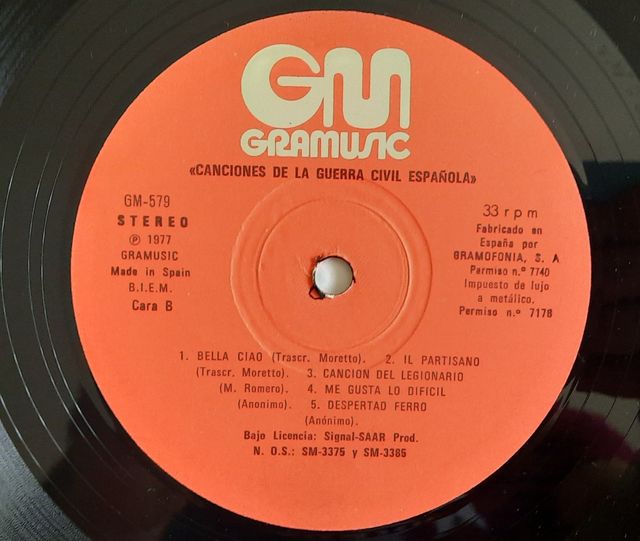 GM
GRAMUSIC
«CANCIONES DE LA GUERRA CIVIL ESPAÑOLA»
GM-579
STEREO
Ⓟ 1977
GRAMUSIC
Made in Spain
B.I.E.M.
Cara B
33 rpm
Fabricado en
España por
GRAMOFONIA, S. A
Permiso n.º 7740
Impuesto de lujo
a metálico.
Permiso n.º 7178
1. BELLA CIAO (Trascr. Moretto). 2. IL PARTISANO
(Trascr. Moretto). 3. CANCION DEL LEGIONARIO
(M. Romero). 4. ME GUSTA LO DIFICIL
(Anonimo). 5. DESPERTAD FERRO
(Anónimo).
Bajo Licencia: Signal-SAAR Prod.
N. O.S.: SM-3375 y SM-3385